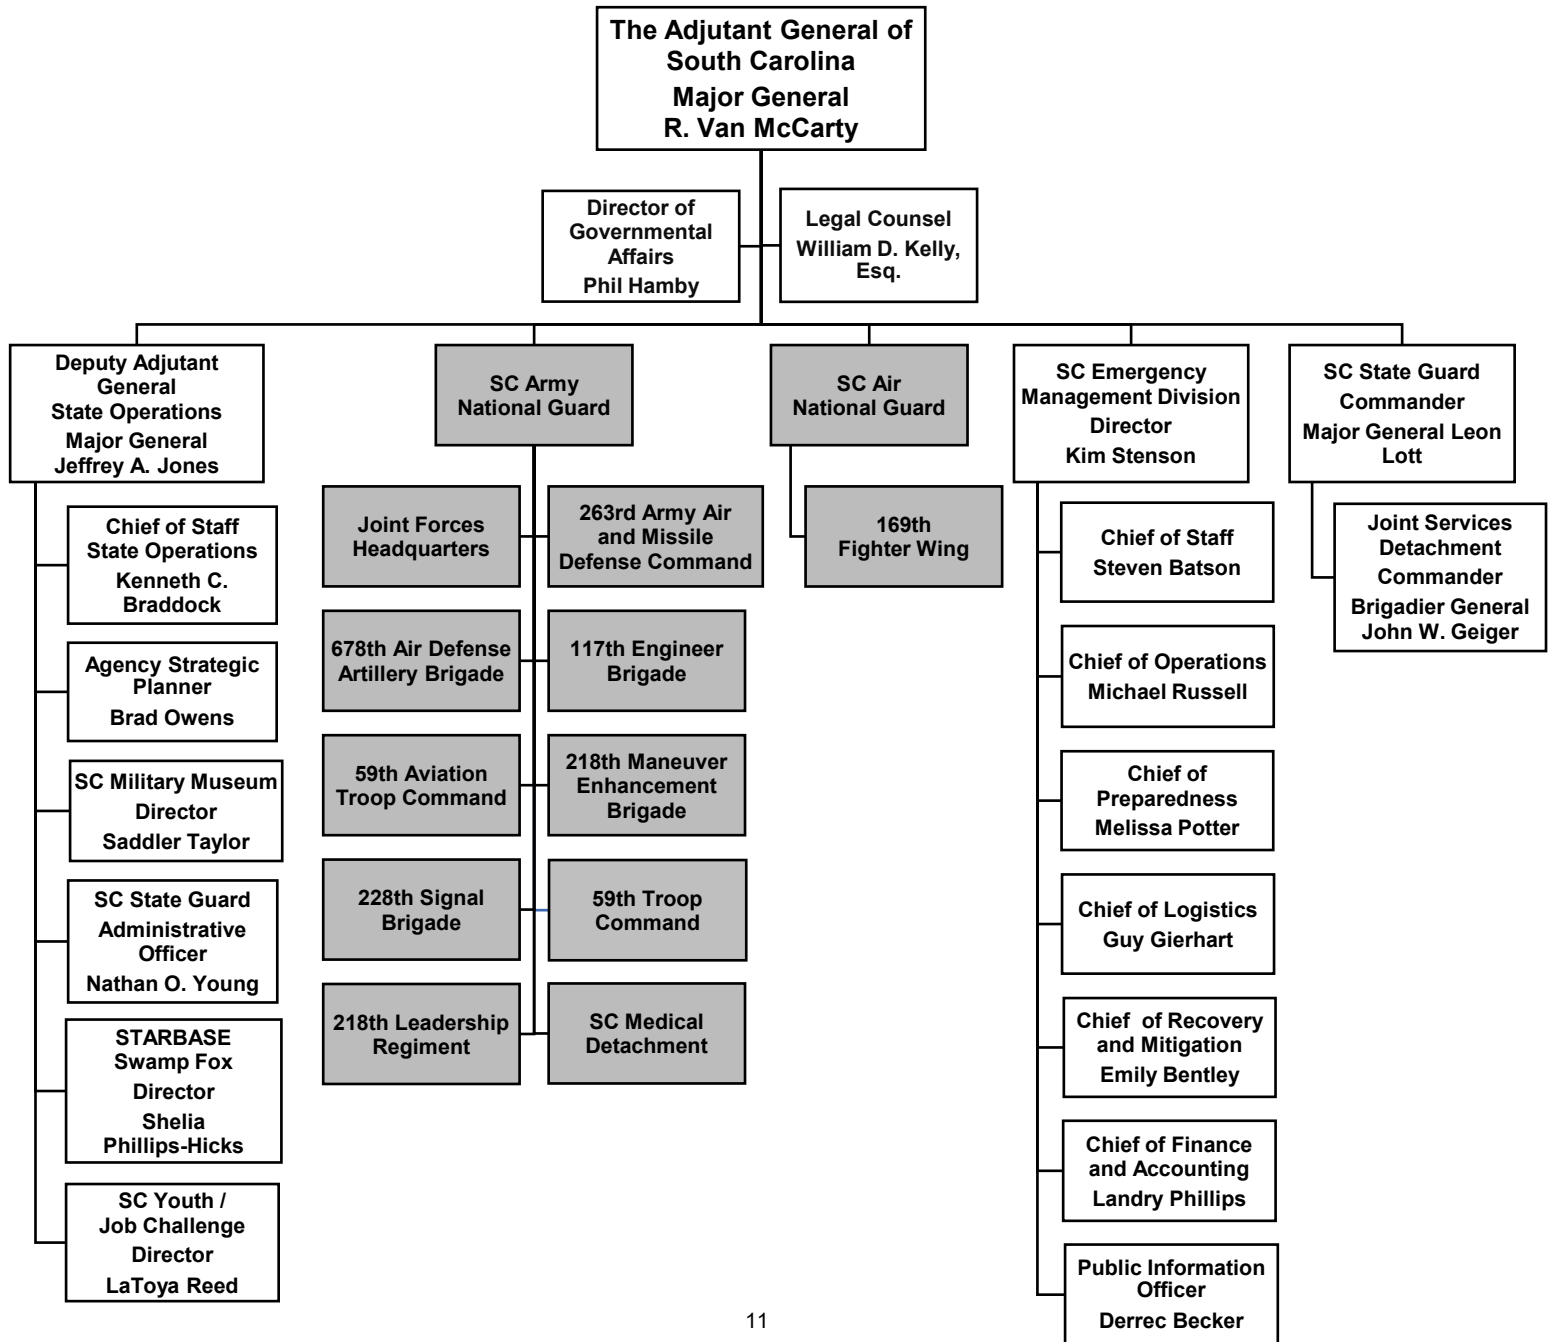 The Adjutant General of
South Carolina
Major General
R. Van McCarty
Director of
Governmental
Affairs
Phil Hamby
Legal Counsel
William D. Kelly,
Esq.
Deputy Adjutant
General
State Operations
Major General
Jeffrey A. Jones
Chief of Staff
State Operations
Kenneth C.
Braddock
Agency Strategic
Planner
Brad Owens
SC Military Museum
Director
Saddler Taylor
SC State Guard
Administrative
Officer
Nathan O. Young
STARBASE
Swamp Fox
Director
Shelia
Phillips-Hicks
SC Youth /
Job Challenge
Director
LaToya Reed
SC Army
National Guard
Joint Forces
Headquarters
263rd Army Air
and Missile
Defense Command
678th Air Defense
Artillery Brigade
117th Engineer
Brigade
59th Aviation
Troop Command
218th Maneuver
Enhancement
Brigade
228th Signal
Brigade
59th Troop
Command
218th Leadership
Regiment
SC Medical
Detachment
SC Air
National Guard
169th
Fighter Wing
SC Emergency
Management Division
Director
Kim Stenson
Chief of Staff
Steven Batson
Chief of Operations
Michael Russell
Chief of
Preparedness
Melissa Potter
Chief of Logistics
Guy Gierhart
Chief  of Recovery
and Mitigation
Emily Bentley
Chief of Finance
and Accounting
Landry Phillips
Public Information
Officer
Derrec Becker
SC State Guard
Commander
Major General Leon
Lott
Joint Services
Detachment
Commander
Brigadier General
John W. Geiger
11